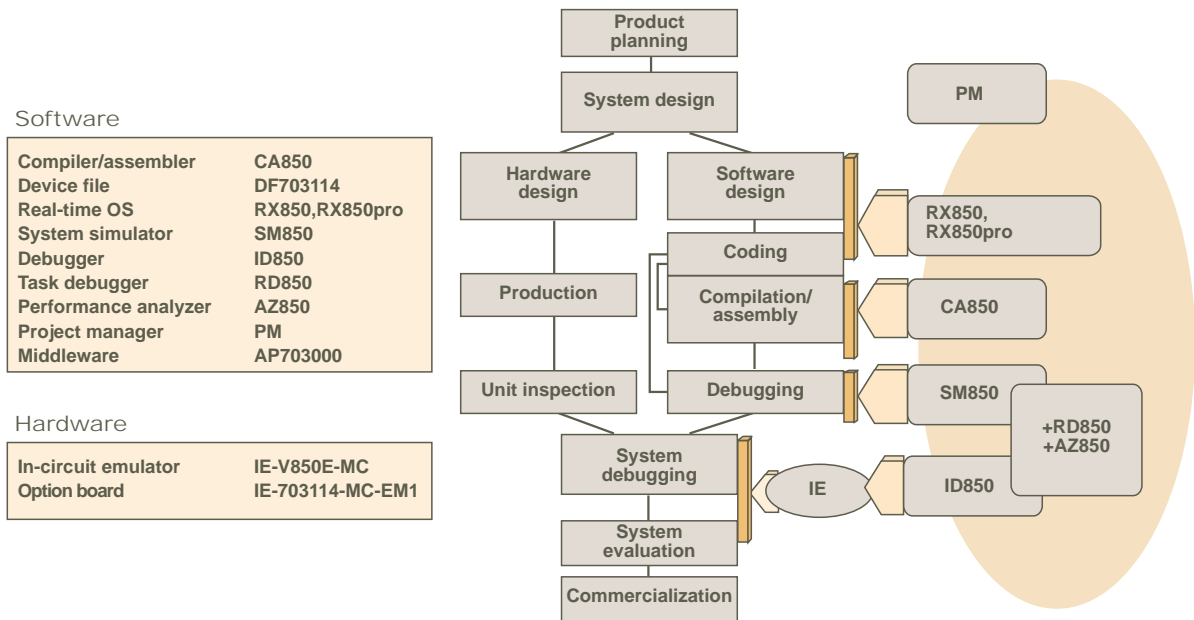 Software
Compiler/assembler CA850
Device file DF703114
Real-time OS RX850,RX850pro
System simulator SM850
Debugger ID850
Task debugger RD850
Performance analyzer AZ850
Project manager PM
Middleware AP703000
Hardware
In-circuit emulator IE-V850E-MC
Option board IE-703114-MC-EM1
Product
planning
System design
Hardware
design
Software
design
Coding
Production
Compilation/
assembly
Unit inspection
Debugging
System
debugging
System
evaluation
Commercialization
PM
RX850,
RX850pro
CA850
SM850
+RD850
+AZ850
IE
ID850